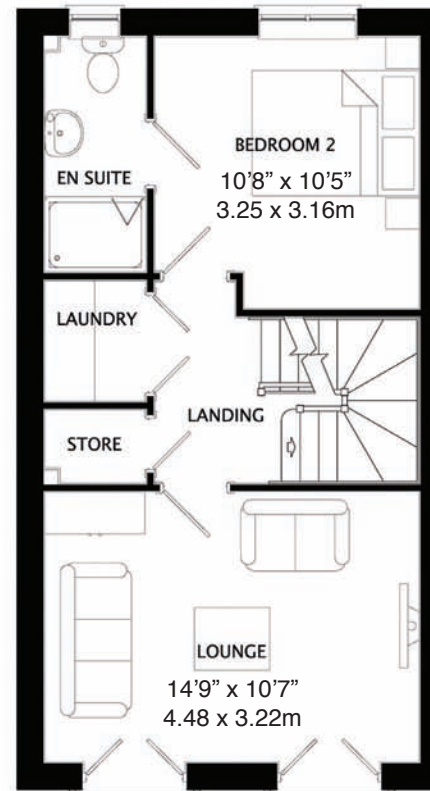 BEDROOM 2
10’8” x 10’5”
3.25 x 3.16m
EN SUITE
LAUNDRY
LANDING
STORE
LOUNGE
14’9” x 10’7”
4.48 x 3.22m